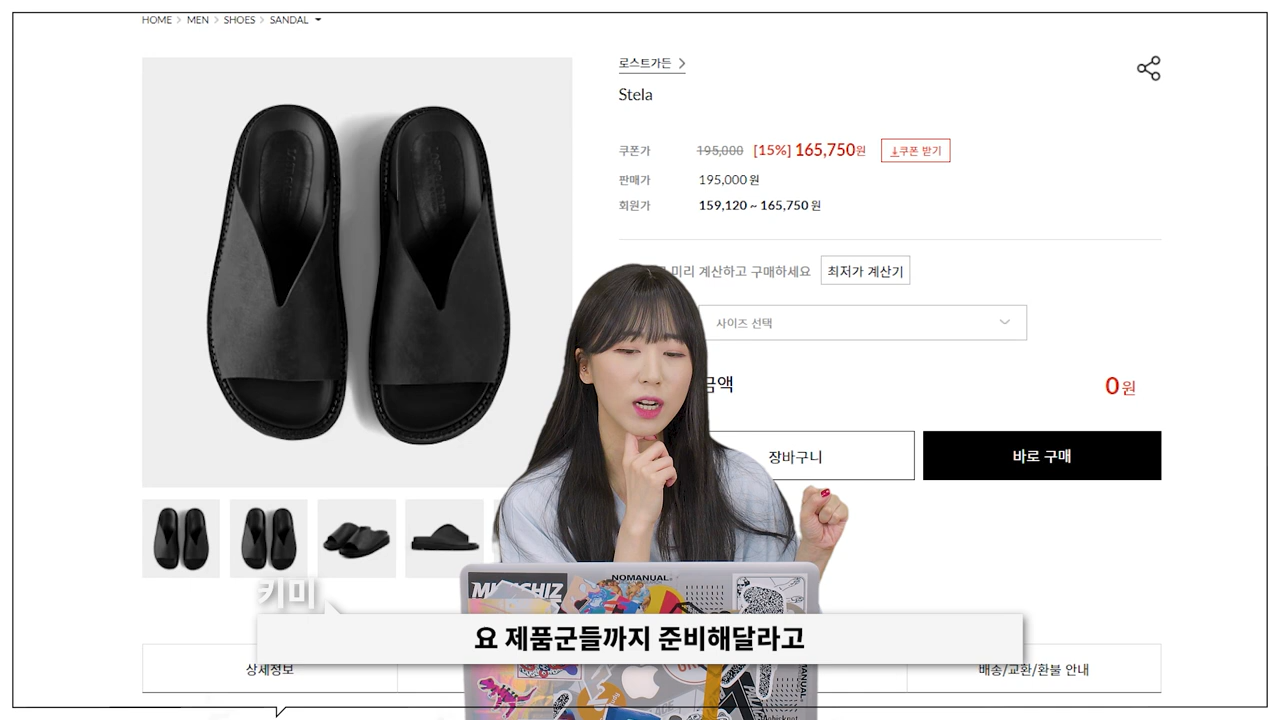 HOME > MEN > SHOES > SANDAL
로스트가든 >
Stela
쿠폰가 195,000 [15%] 165,750원 쿠폰 받기
판매가 195,000 원
회원가 159,120 ~ 165,750 원
미리 계산하고 구매하세요 최저가 계산기
사이즈 선택
금액 0원
장바구니 바로 구매
NOMANUAL
키미
요 제품군들까지 준비해달라고
상세정보 배송/교환/환불 안내